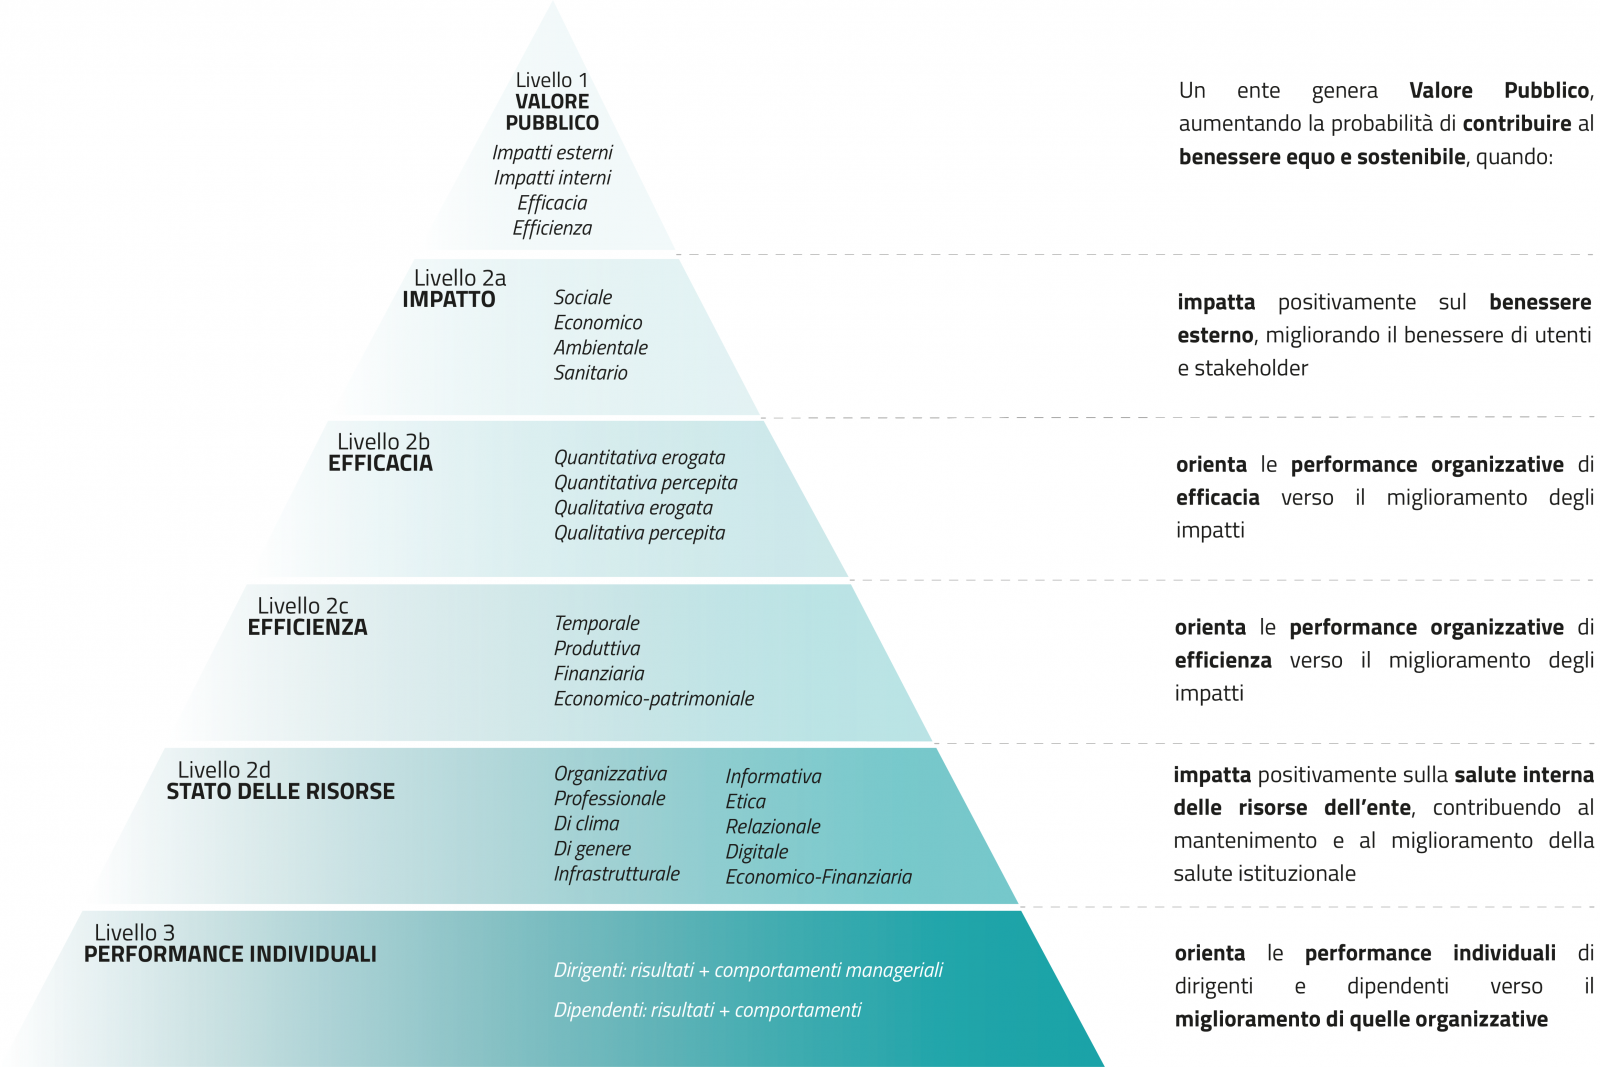 Livello 1
VALORE
PUBBLICO
Impatti esterni
Impatti interni
Efficacia
Efficienza
Un ente genera Valore Pubblico,
aumentando la probabilità di contribuire al
benessere equo e sostenibile, quando:
Livello 2a
IMPATTO
Sociale
Economico
Ambientale
Sanitario
impatta positivamente sul benessere
esterno, migliorando il benessere di utenti
e stakeholder
Livello 2b
EFFICACIA
Quantitativa erogata
Quantitativa percepita
Qualitativa erogata
Qualitativa percepita
orienta le performance organizzative di
efficacia verso il miglioramento degli
impatti
Livello 2c
EFFICIENZA
Temporale
Produttiva
Finanziaria
Economico-patrimoniale
orienta le performance organizzative di
efficienza verso il miglioramento degli
impatti
Livello 2d
STATO DELLE RISORSE
Organizzativa
Professionale
Di clima
Di genere
Infrastrutturale
Informativa
Etica
Relazionale
Digitale
Economico-Finanziaria
impatta positivamente sulla salute interna
delle risorse dell’ente, contribuendo al
mantenimento e al miglioramento della
salute istituzionale
Livello 3
PERFORMANCE INDIVIDUALI
Dirigenti: risultati + comportamenti manageriali
Dipendenti: risultati + comportamenti
orienta le performance individuali di
dirigenti e dipendenti verso il
miglioramento di quelle organizzative